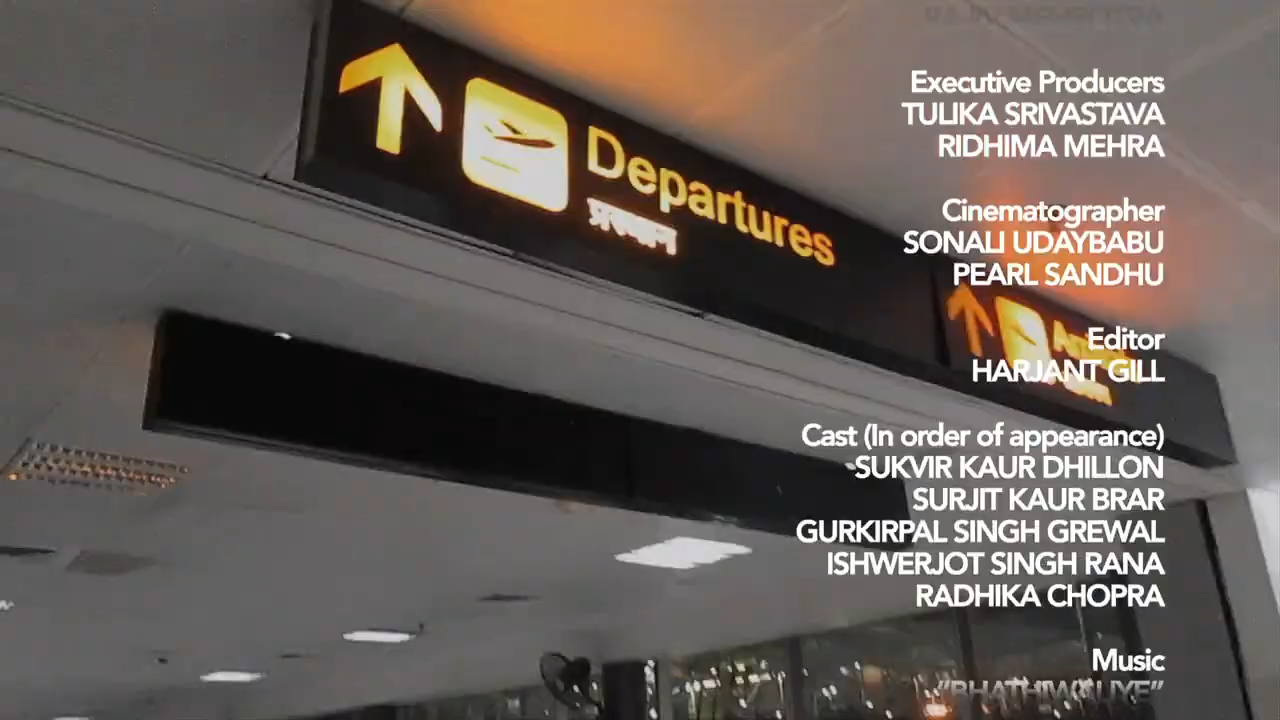 Departures
प्रस्थान
Executive Producers
TULIKA SRIVASTAVA
RIDHIMA MEHRA
Cinematographer
SONALI UDAYBABU
PEARL SANDHU
Editor
HARJANT GILL
Cast (In order of appearance)
SUKVIR KAUR DHILLON
SURJIT KAUR BRAR
GURKIRPAL SINGH GREWAL
ISHWERJOT SINGH RANA
RADHIKA CHOPRA
Music